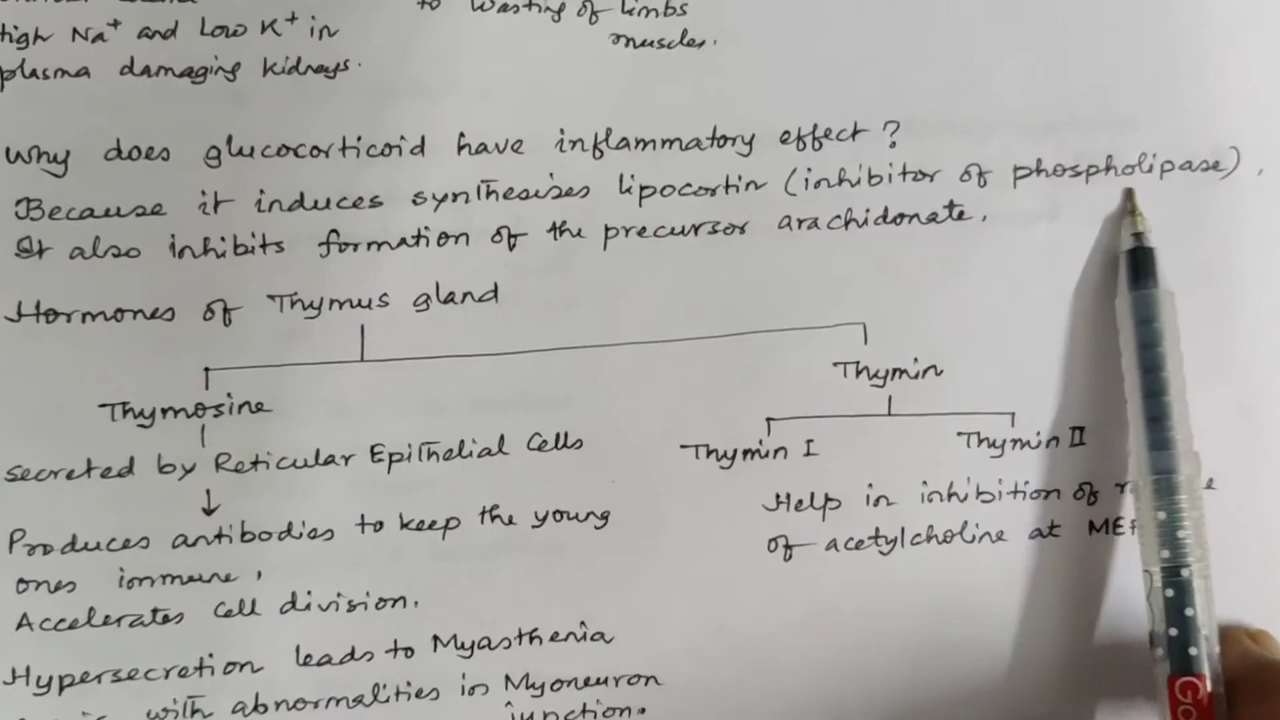 High Na⁺ and Low K⁺ in
plasma damaging kidneys.
to Wasting of limbs
muscles.
Why does glucocorticoid have inflammatory effect?
Because it induces synthesises lipocortin (inhibitor of phospholipase).
It also inhibits formation of the precursor arachidonate.
Hormones of Thymus gland
Thymosine
secreted by Reticular Epithelial Cells
Produces antibodies to keep the young
ones immune,
Accelerates Cell division.
Hypersecretion leads to Myasthenia
with abnormalities in Myoneuron
junction.
Thymin
Thymin I
Thymin II
Help in inhibition of
of acetylcholine at
Go